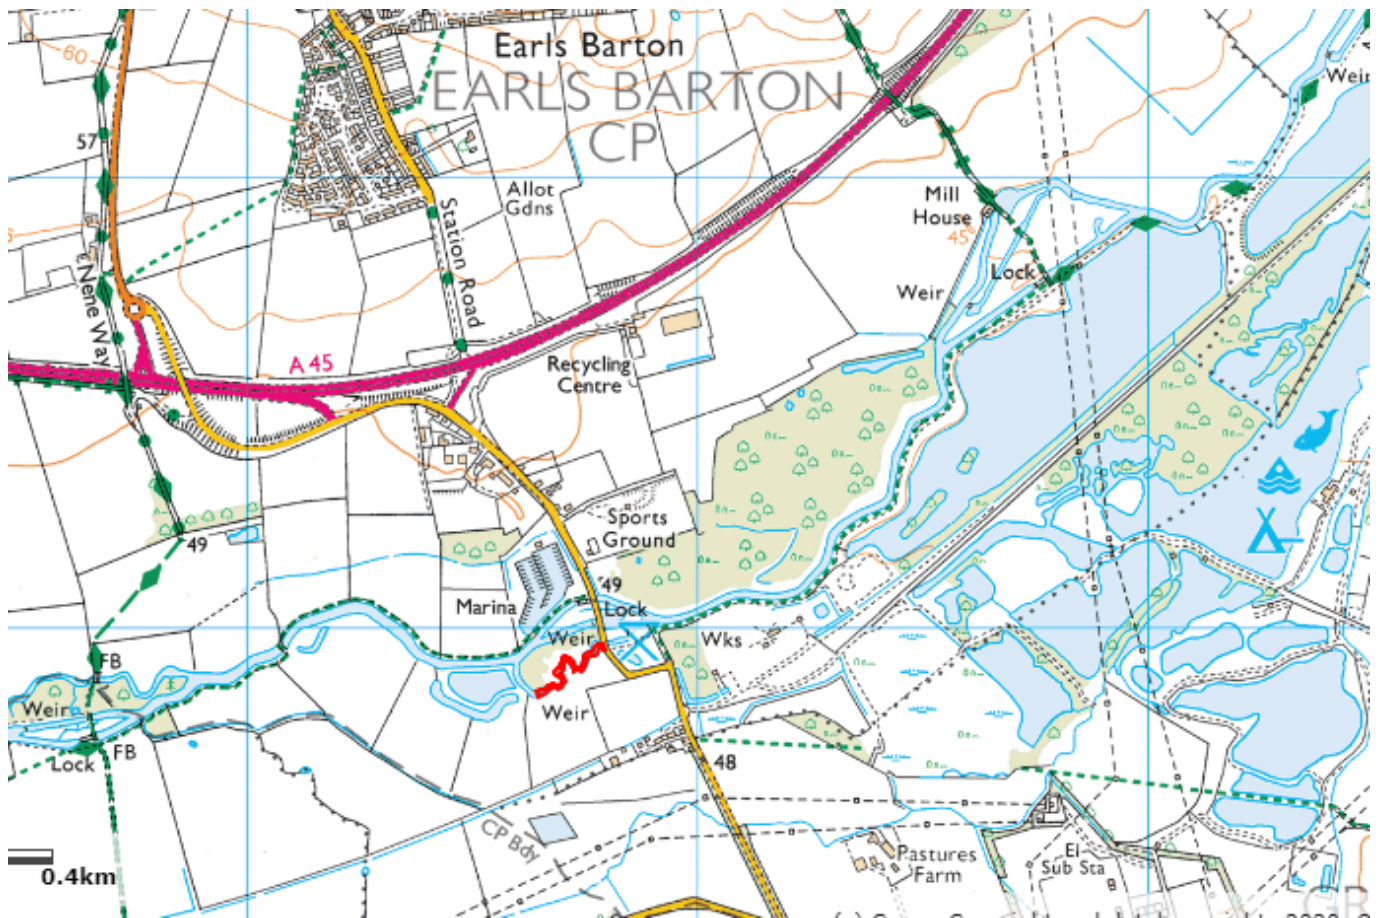 Earls Barton
EARLS BARTON
CP
60
57
Weir
Allot
Gdns
Mill
House
45
Station Road
Nene Way
Lock
Weir
A 45
Recycling
Centre
Sports
Ground
49
49
Lock
Marina
Weir
Wks
FB
Weir
Weir
FB
Lock
48
CP Bdy
Pastures
Farm
El
Sub Sta
0.4km